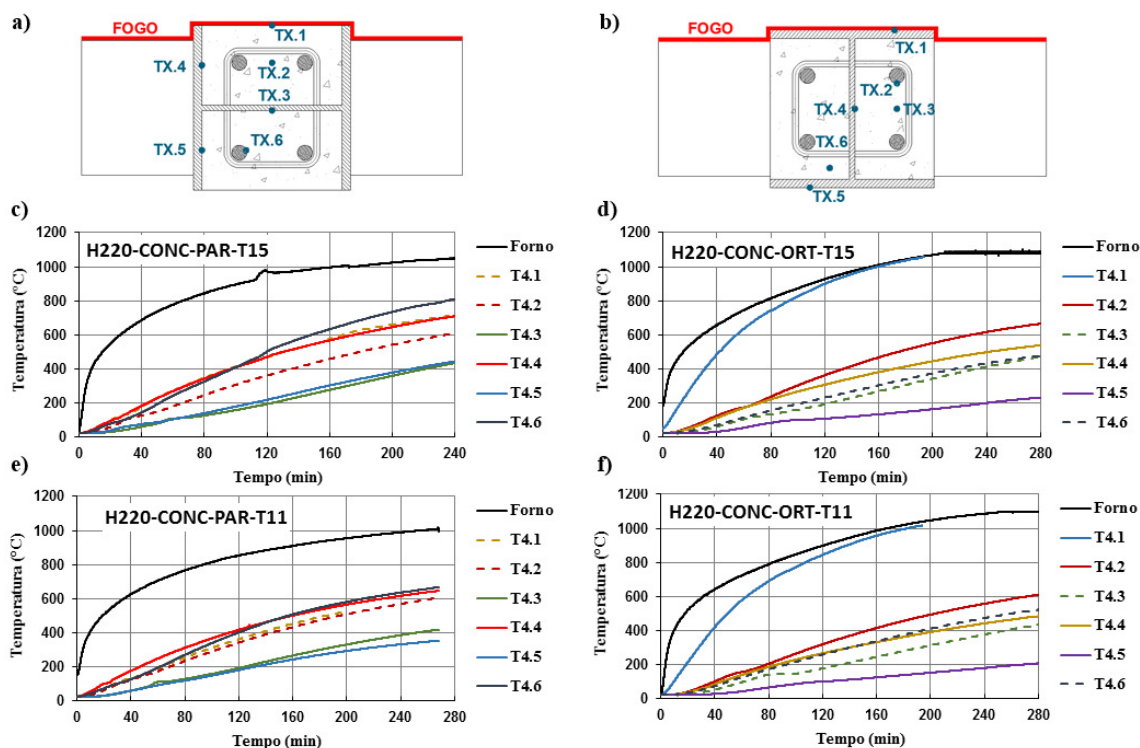 a)
FOGO
TX.1
TX.4
TX.2
TX.3
TX.5
TX.6
b)
FOGO
TX.1
TX.2
TX.4
TX.3
TX.6
TX.5
c)
H220-CONC-PAR-T15
Temperatura (°C)
1200
1000
800
600
400
200
0
0 40 80 120 160 200 240
Tempo (min)
Forno
T4.1
T4.2
T4.3
T4.4
T4.5
T4.6
d)
H220-CONC-ORT-T15
Temperatura (°C)
1200
1000
800
600
400
200
0
0 40 80 120 160 200 240 280
Tempo (min)
Forno
T4.1
T4.2
T4.3
T4.4
T4.5
T4.6
e)
H220-CONC-PAR-T11
Temperatura (°C)
1200
1000
800
600
400
200
0
0 40 80 120 160 200 240 280
Tempo (min)
Forno
T4.1
T4.2
T4.3
T4.4
T4.5
T4.6
f)
H220-CONC-ORT-T11
Temperatura (°C)
1200
1000
800
600
400
200
0
0 40 80 120 160 200 240 280
Tempo (min)
Forno
T4.1
T4.2
T4.3
T4.4
T4.5
T4.6